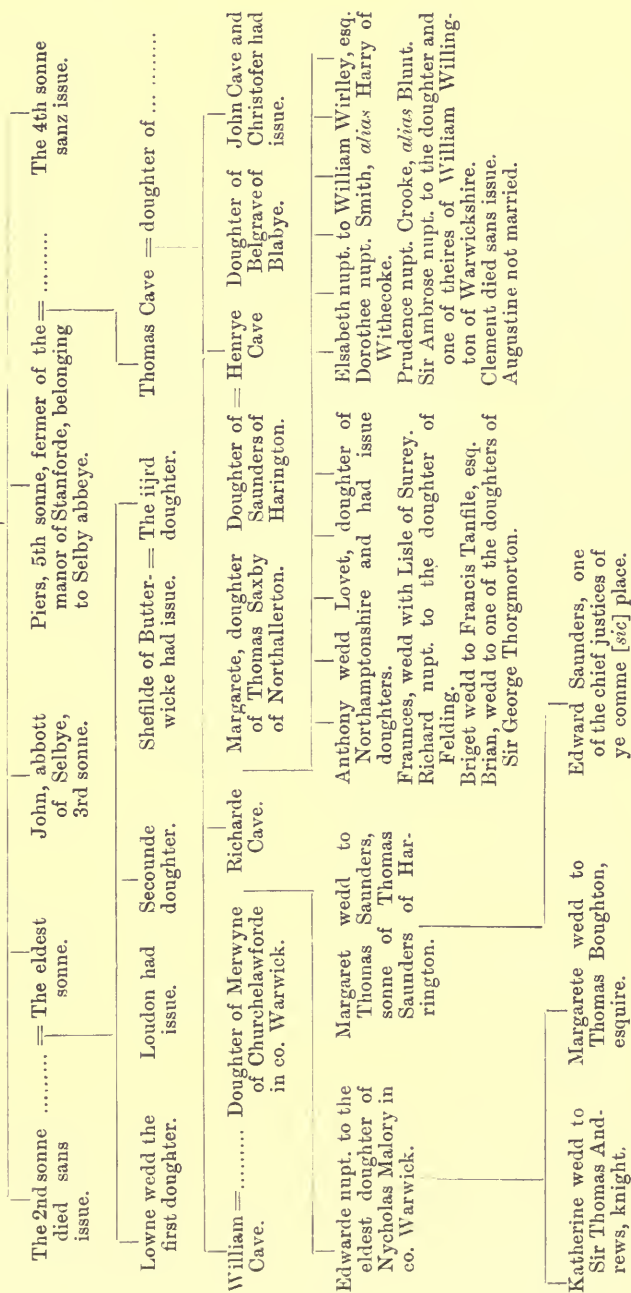 The 2nd sonne
died sans
issue.
......... = The eldest
sonne.
John, abbott
of Selbye,
3rd sonne.
Piers, 5th sonne, fermer of the = .........
manor of Stanforde, belonging
to Selby abbeye.
The 4th sonne
sanz issue.
Lowne wedd the
first doughter.
Loudon had
issue.
Secounde
doughter.
Shefilde of Butter- = The iijrd
wicke had issue. doughter.
Thomas Cave = doughter of ... .........
William = .........
Cave.
Doughter of Merwyne
of Churchelawforde
in co. Warwick.
Richarde
Cave.
Margarete, doughter
of Thomas Saxby
of Northallerton.
Doughter of = Henrye
Saunders of Cave
Harington.
Doughter of
Belgrave of
Blabye.
John Cave and
Christofer had
issue.
Edwarde nupt. to the
eldest doughter of
Nycholas Malory in
co. Warwick.
Margaret wedd to
Thomas Saunders,
sonne of Thomas
Saunders of Har-
rington.
Anthony wedd Lovet, doughter of
Northamptonshire and had issue
doughters.
Fraunces, wedd with Lisle of Surrey.
Richard nupt. to the doughter of
Felding.
Briget wedd to Francis Tanfile, esq.
Brian, wedd to one of the doughters of
Sir George Thorgmorton.
Elsabeth nupt. to William Wirlley, esq.
Dorothee nupt. Smith, alias Harry of
Withecoke.
Prudence nupt. Crooke, alias Blunt.
Sir Ambrose nupt. to the doughter and
one of theires of William Willing-
ton of Warwickshire.
Clement died sans issue.
Augustine not married.
Katherine wedd to
Sir Thomas And-
rews, knight.
Margarete wedd to
Thomas Boughton,
esquire.
Edward Saunders, one
of the chief justices of
ye comme [sic] place.